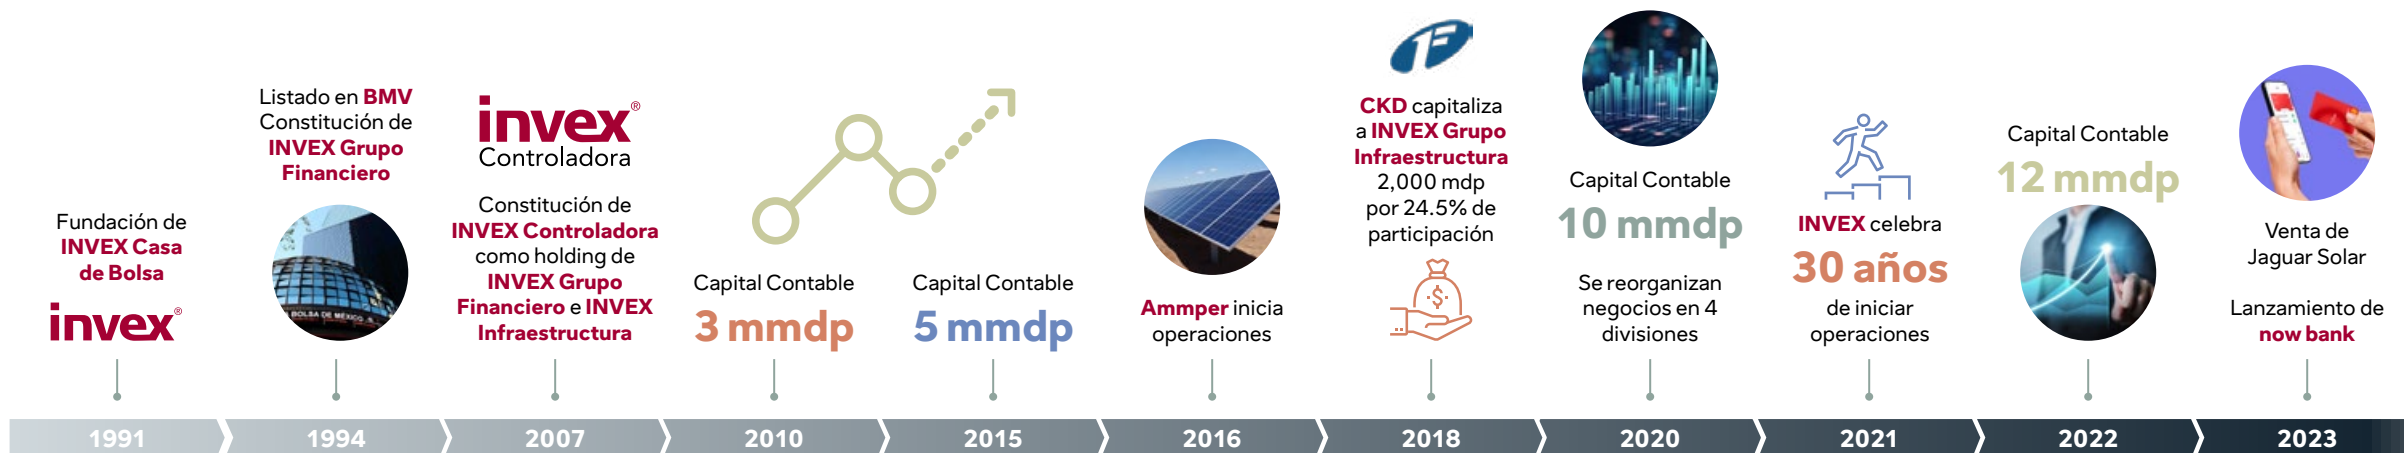 Fundación de
INVEX Casa
de Bolsa
invex®
1991
Listado en BMV
Constitución de
INVEX Grupo
Financiero
BOLSA DE MEXICO
1994
invex®
Controladora
Constitución de
INVEX Controladora
como holding de
INVEX Grupo
Financiero e INVEX
Infraestructura
2007
Capital Contable
3 mmdp
2010
Capital Contable
5 mmdp
2015
Ammper inicia
operaciones
2016
CKD capitaliza
a INVEX Grupo
Infraestructura
2,000 mdp
por 24.5% de
participación
$
2018
Capital Contable
10 mmdp
Se reorganizan
negocios en 4
divisiones
2020
INVEX celebra
30 años
de iniciar
operaciones
2021
Capital Contable
12 mmdp
2022
Venta de
Jaguar Solar
Lanzamiento de
now bank
2023